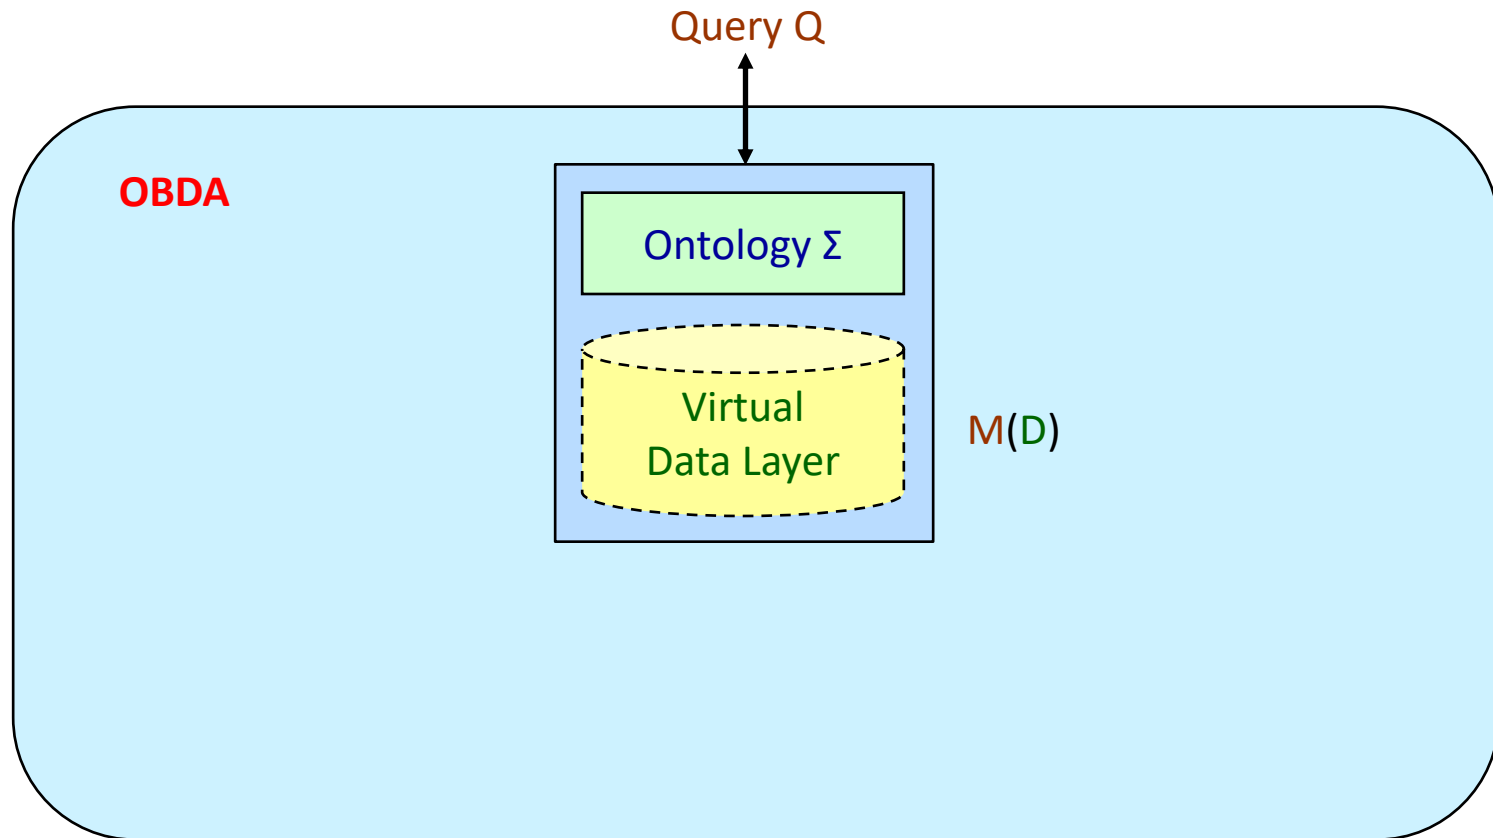 Query Q
OBDA
Ontology Σ
Virtual
Data Layer
M(D)